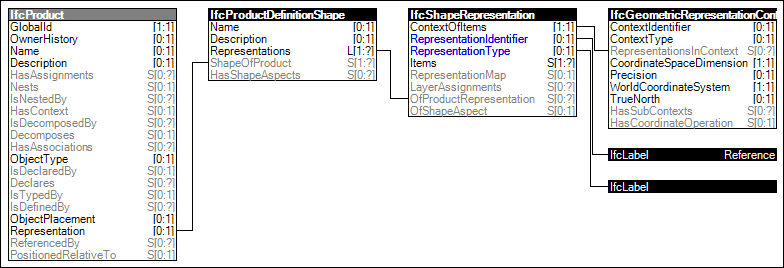 IfcProduct
GlobalId [1:1]
OwnerHistory [0:1]
Name [0:1]
Description [0:1]
HasAssignments S[0:?]
Nests S[0:1]
IsNestedBy S[0:?]
HasContext S[0:1]
IsDecomposedBy S[0:?]
Decomposes S[0:1]
HasAssociations S[0:?]
ObjectType [0:1]
IsDeclaredBy S[0:1]
Declares S[0:?]
IsTypedBy S[0:1]
IsDefinedBy S[0:?]
ObjectPlacement [0:1]
Representation [0:1]
ReferencedBy S[0:?]
PositionedRelativeTo S[0:1]
IfcProductDefinitionShape
Name [0:1]
Description [0:1]
Representations L[1:?]
ShapeOfProduct S[1:?]
HasShapeAspects S[0:?]
IfcShapeRepresentation
ContextOfItems [1:1]
RepresentationIdentifier [0:1]
RepresentationType [0:1]
Items S[1:?]
RepresentationMap S[0:1]
LayerAssignments S[0:?]
OfProductRepresentation S[0:?]
OfShapeAspect S[0:1]
IfcGeometricRepresentationCon
ContextIdentifier [0:1]
ContextType [0:1]
RepresentationsInContext S[0:?]
CoordinateSpaceDimension [1:1]
Precision [0:1]
WorldCoordinateSystem [1:1]
TrueNorth [0:1]
HasSubContexts S[0:?]
HasCoordinateOperation S[0:1]
IfcLabel Reference
IfcLabel